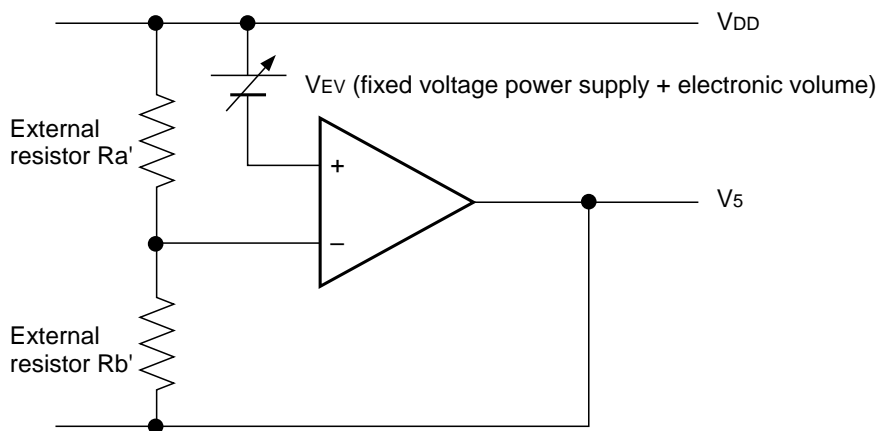 VDD
VEV (fixed voltage power supply + electronic volume)
External
resistor Ra'
+
−
V5
External
resistor Rb'